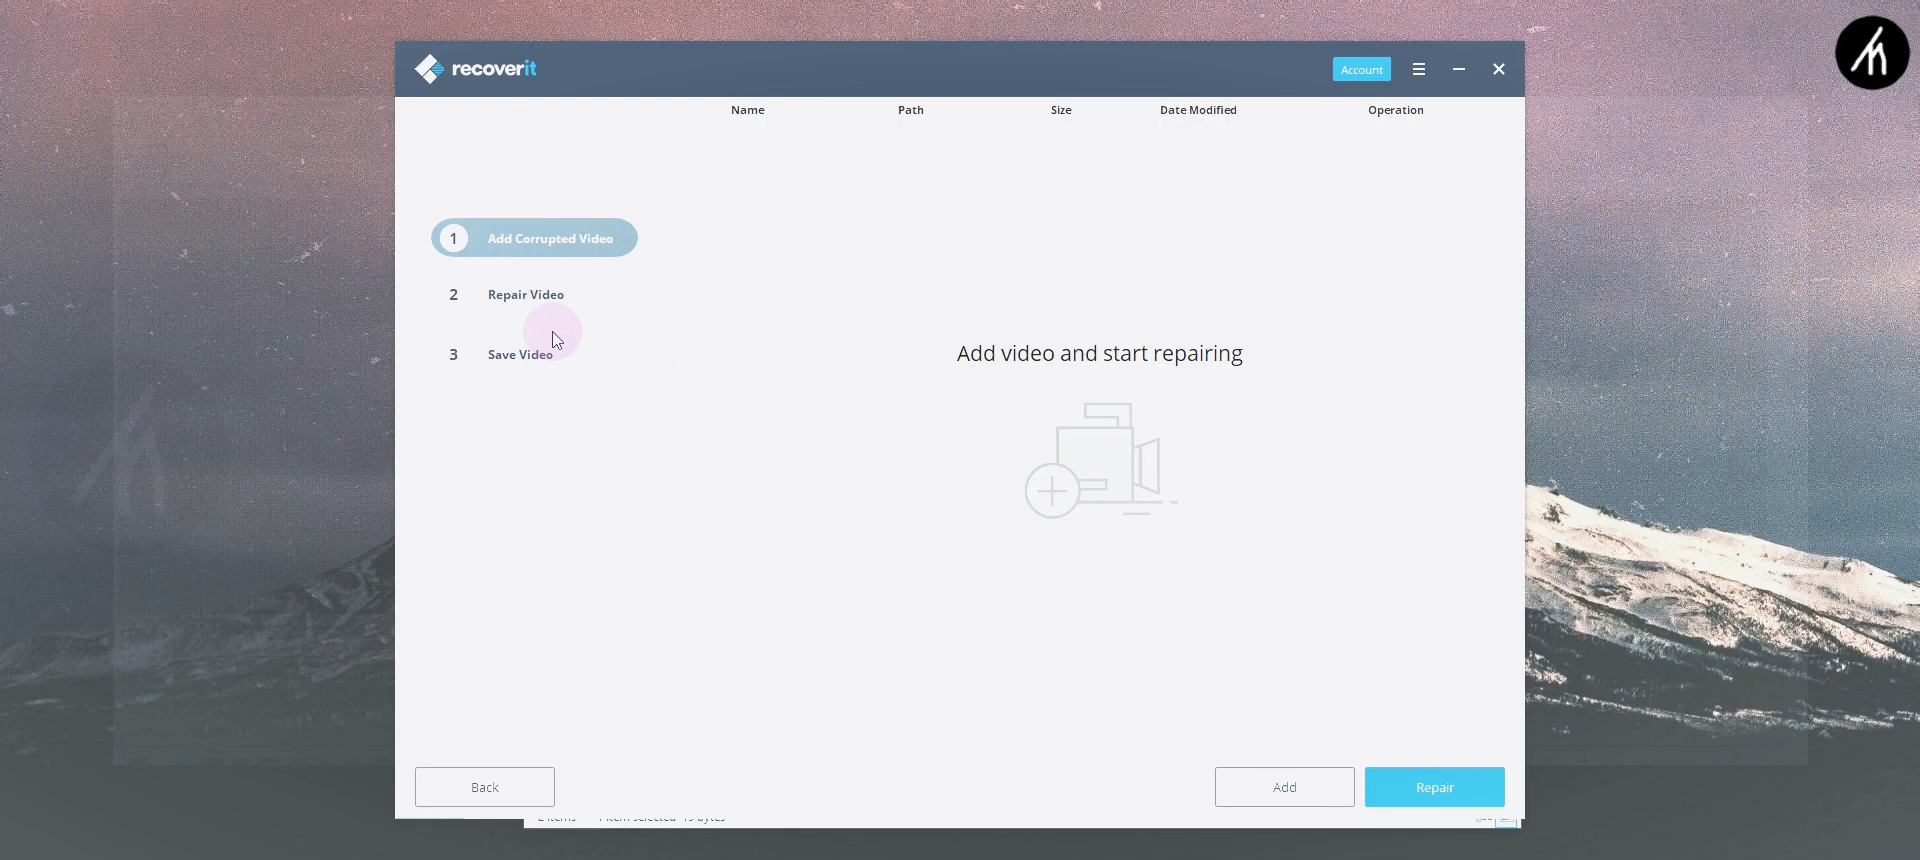 recoverit
Account
Name Path Size Date Modified Operation
1 Add Corrupted Video
2 Repair Video
3 Save Video
Add video and start repairing
Back Add Repair